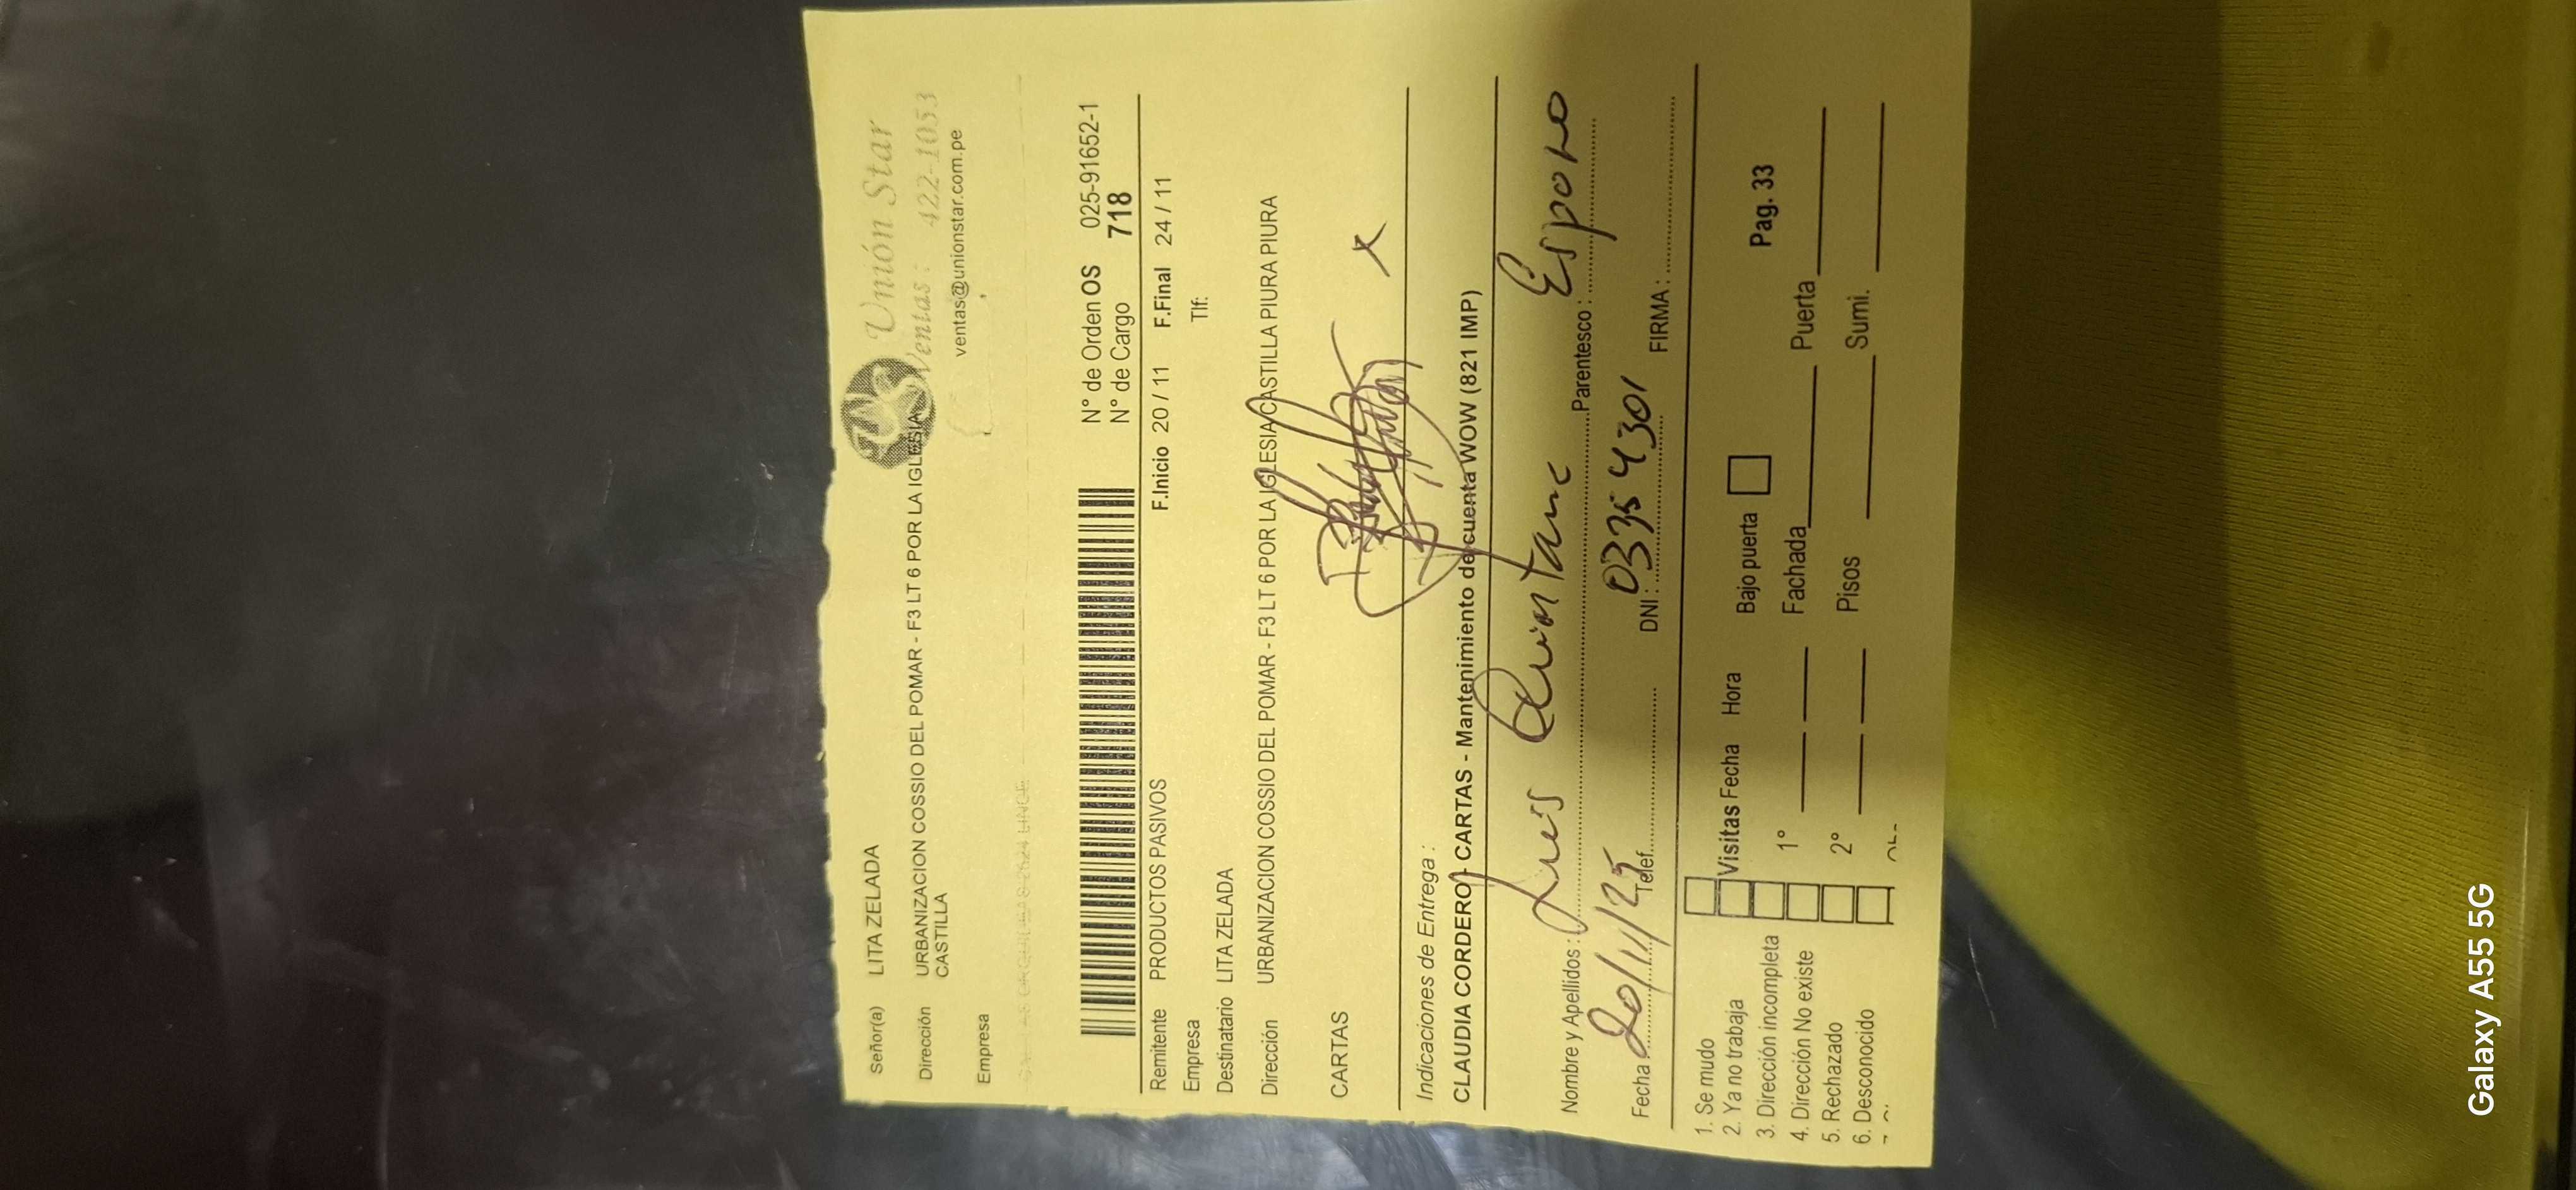 Unión Star
Ventas: 422-1053
ventas@unionstar.com.pe
Señor(a) LITA ZELADA
Dirección URBANIZACION COSSIO DEL POMAR - F3 LT 6 POR LA IGLESIA
CASTILLA
Empresa
N° de Orden OS 025-91652-1
N° de Cargo 718
Remitente PRODUCTOS PASIVOS F.Inicio 20 / 11 F.Final 24 / 11
Empresa Tlf:
Destinatario LITA ZELADA
Dirección URBANIZACION COSSIO DEL POMAR - F3 LT 6 POR LA IGLESIA CASTILLA PIURA PIURA
CARTAS x
Indicaciones de Entrega :
CLAUDIA CORDERO - CARTAS - Mantenimiento de cuenta WOW (821 IMP)
Nombre y Apellidos : Luis Parentesco : Esposo
Fecha 20/11/25 Telef. DNI: 03354301 FIRMA:
1. Se mudo
2. Ya no trabaja Visitas Fecha Hora Bajo puerta Pag. 33
3. Dirección incompleta
4. Dirección No existe 1° Fachada Puerta
5. Rechazado
6. Desconocido 2° Pisos Sumi.
Galaxy A55 5G